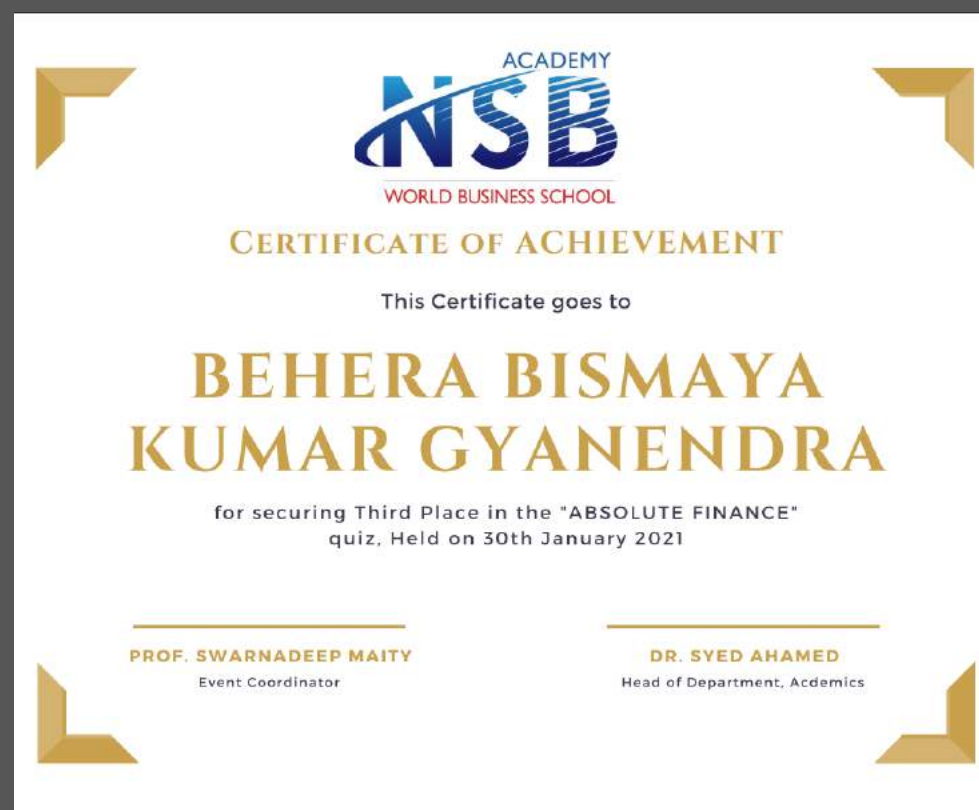 ACADEMY
NSB
WORLD BUSINESS SCHOOL
CERTIFICATE OF ACHIEVEMENT
This Certificate goes to
BEHERA BISMAYA
KUMAR GYANENDRA
for securing Third Place in the "ABSOLUTE FINANCE"
quiz, Held on 30th January 2021
PROF. SWARNADEEP MAITY
Event Coordinator
DR. SYED AHAMED
Head of Department, Acdemics